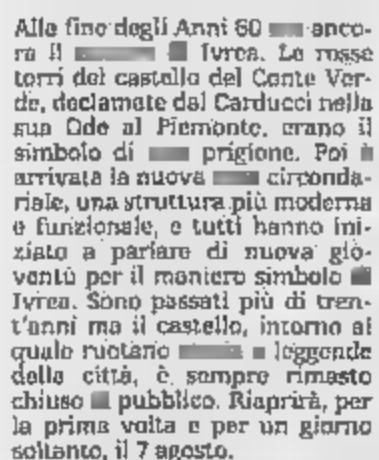 Alla fine degli Anni 60 anco-
ra il Ivrea. Le rosse
torri del castello del Conte Ver-
de, declamate dal Carducci nella
sua Ode al Piemonte, erano il
simbolo di prigione. Poi è
arrivata la nuova circonda-
riale, una struttura più moderna
e funzionale, e tutti hanno ini-
ziato a parlare di nuova gio-
ventù per il maniero simbolo
Ivrea. Sono passati più di tren-
t'anni ma il castello, intorno al
quale ruotano leggende
della città, è sempre rimasto
chiuso pubblico. Riaprirà, per
la prima volta e per un giorno
soltanto, il 7 agosto.